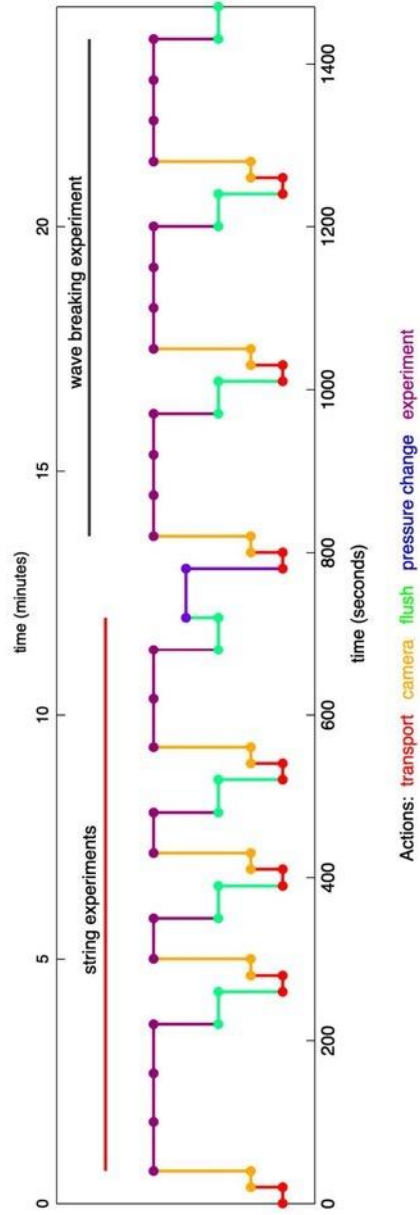 time (minutes)
0 5 10 15 20
string experiments
wave breaking experiment
0 200 400 600 800 1000 1200 1400
time (seconds)
Actions: transport camera flush pressure change experiment